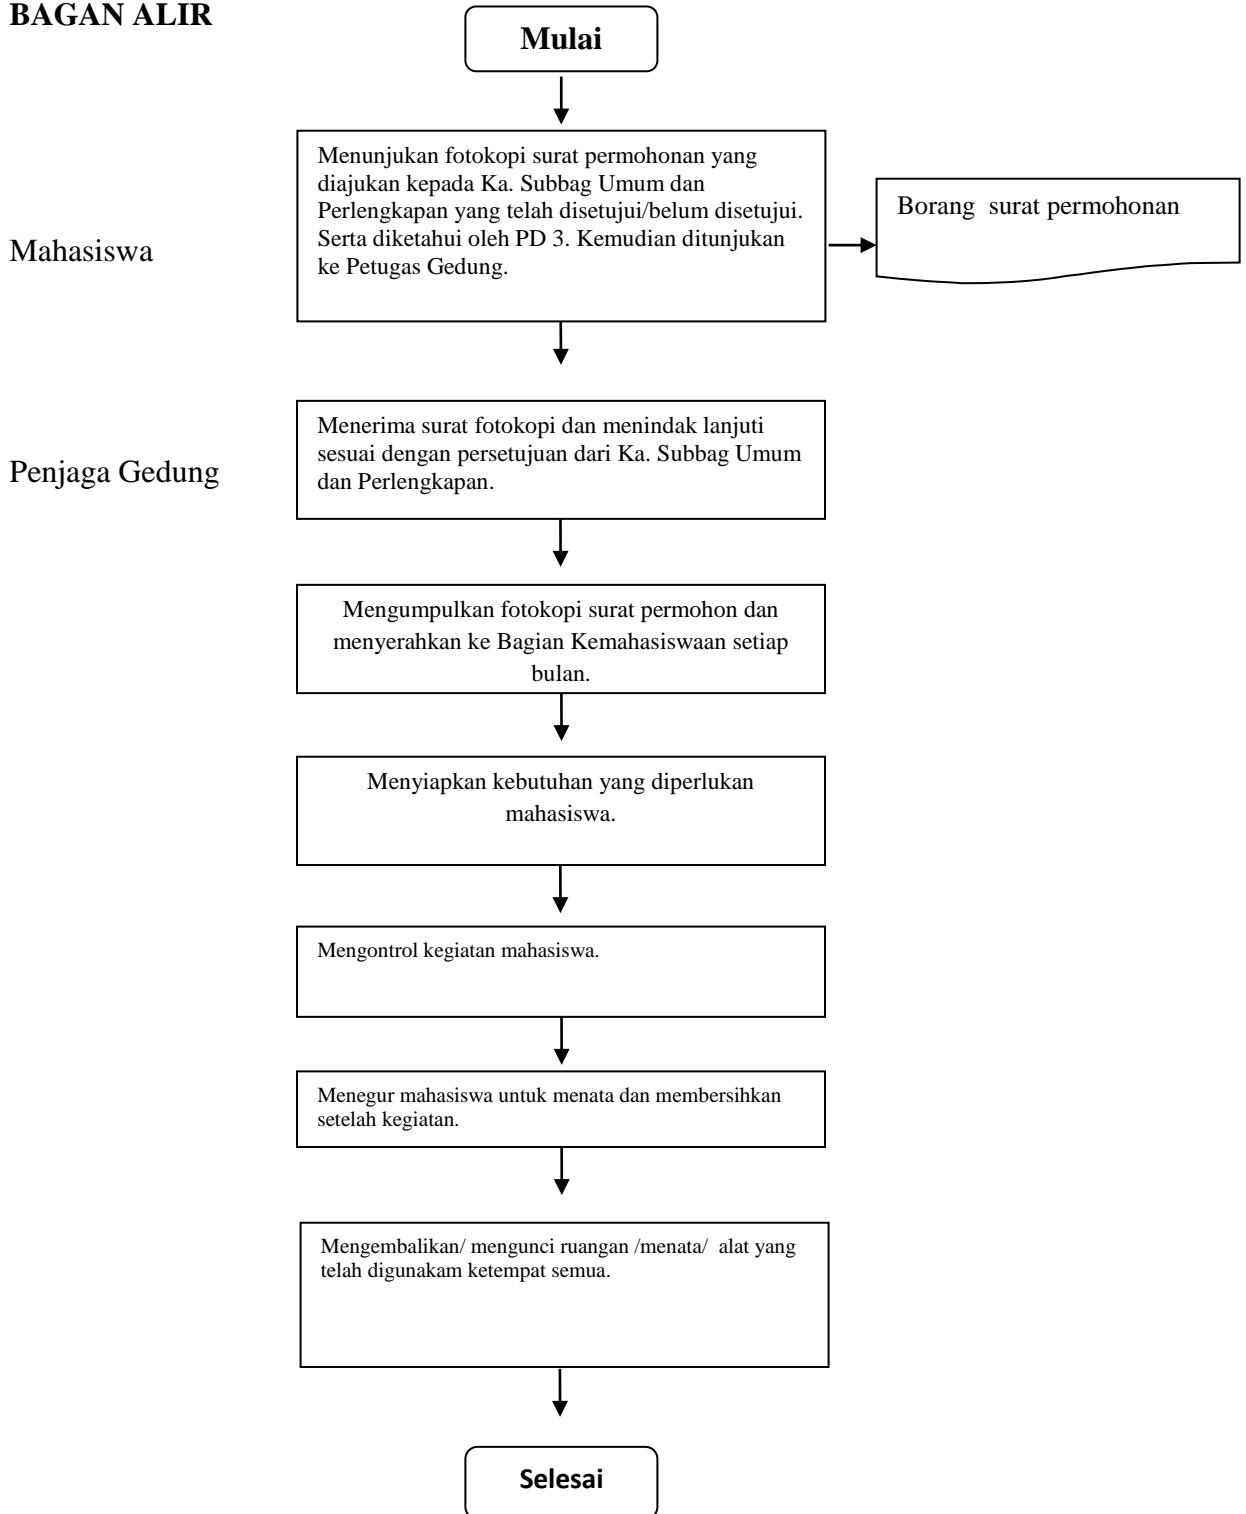 BAGAN ALIR
Mulai
Mahasiswa
Menunjukan fotokopi surat permohonan yang
diajukan kepada Ka. Subbag Umum dan
Perlengkapan yang telah disetujui/belum disetujui.
Serta diketahui oleh PD 3. Kemudian ditunjukan
ke Petugas Gedung.
Borang  surat permohonan
Penjaga Gedung
Menerima surat fotokopi dan menindak lanjuti
sesuai dengan persetujuan dari Ka. Subbag Umum
dan Perlengkapan.
Mengumpulkan fotokopi surat permohon dan
menyerahkan ke Bagian Kemahasiswaan setiap
bulan.
Menyiapkan kebutuhan yang diperlukan
mahasiswa.
Mengontrol kegiatan mahasiswa.
Menegur mahasiswa untuk menata dan membersihkan
setelah kegiatan.
Mengembalikan/ mengunci ruangan /menata/  alat yang
telah digunakam ketempat semua.
Selesai